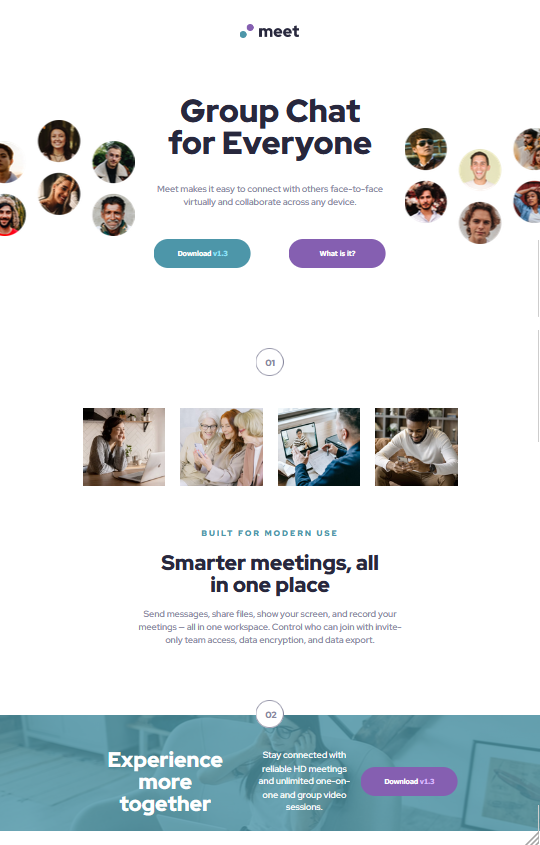 meet
Group Chat
for Everyone
Meet makes it easy to connect with others face-to-face
virtually and collaborate across any device.
Download v1.3
What is it?
01
BUILT FOR MODERN USE
Smarter meetings, all
in one place
Send messages, share files, show your screen, and record your
meetings — all in one workspace. Control who can join with invite-
only team access, data encryption, and data export.
02
Experience
more
together
Stay connected with
reliable HD meetings
and unlimited one-on-
one and group video
sessions.
Download v1.3